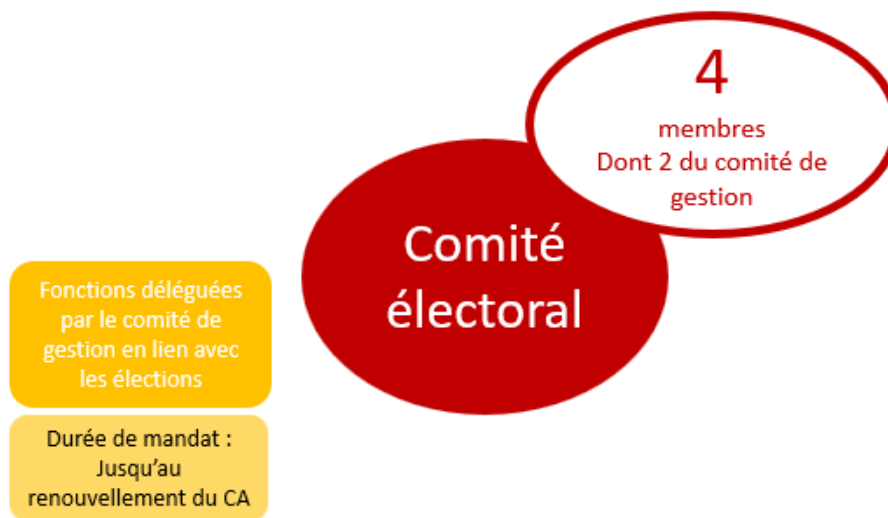 4
membres
Dont 2 du comité de
gestion
Comité
électoral
Fonctions déléguées
par le comité de
gestion en lien avec
les élections
Durée de mandat :
Jusqu’au
renouvellement du CA